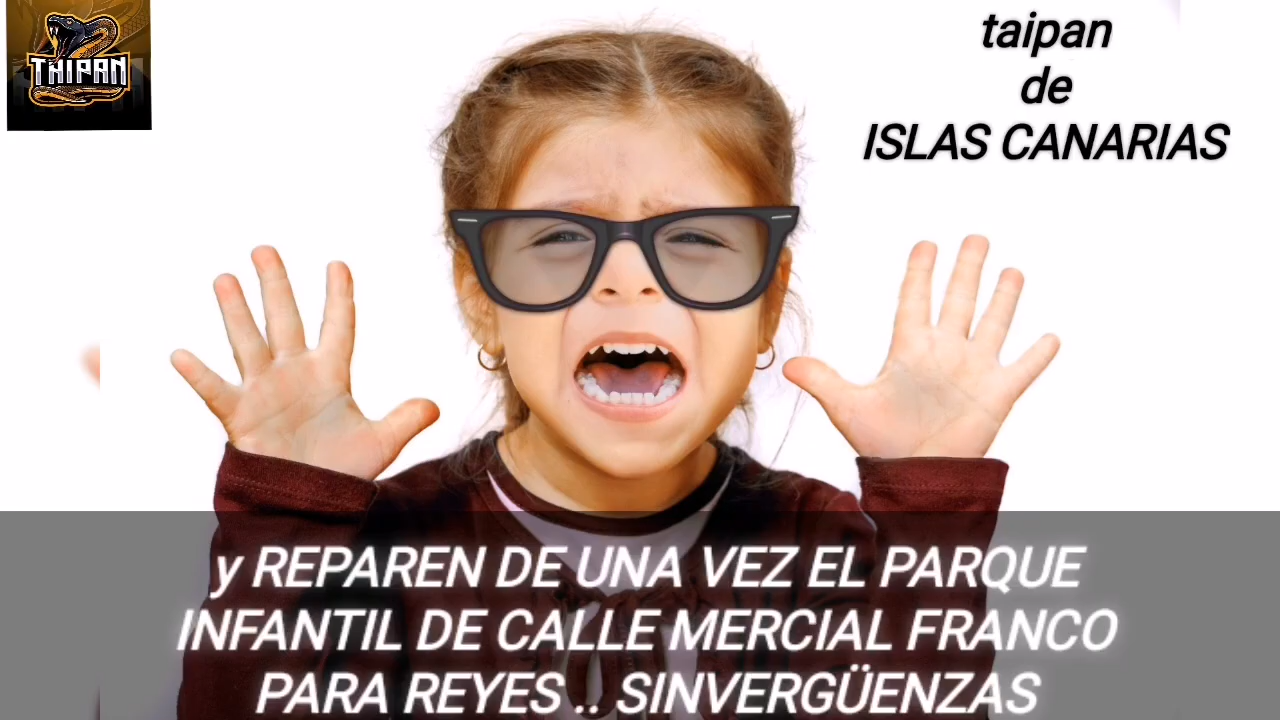 TAIPAN
taipan
de
ISLAS CANARIAS
y REPAREN DE UNA VEZ EL PARQUE
INFANTIL DE CALLE MERCIAL FRANCO
PARA REYES .. SINVERGÜENZAS